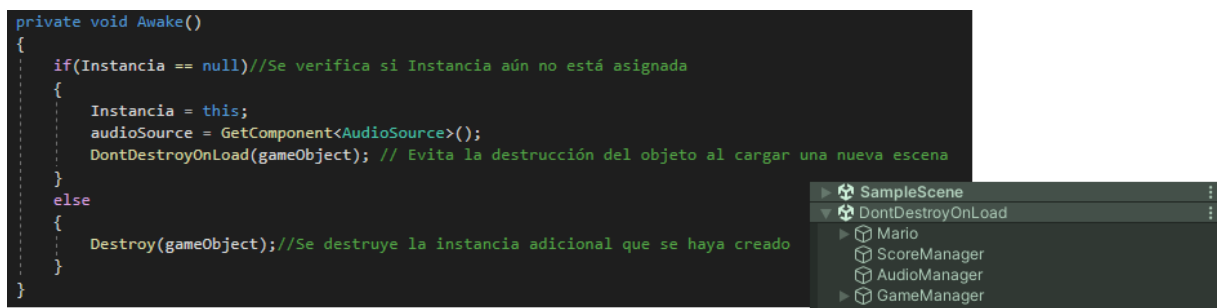 private void Awake()
{
if(Instancia == null)//Se verifica si Instancia aún no está asignada
{
Instancia = this;
audioSource = GetComponent<AudioSource>();
DontDestroyOnLoad(gameObject); // Evita la destrucción del objeto al cargar una nueva escena
}
else
{
Destroy(gameObject);//Se destruye la instancia adicional que se haya creado
}
}
SampleScene
DontDestroyOnLoad
Mario
ScoreManager
AudioManager
GameManager